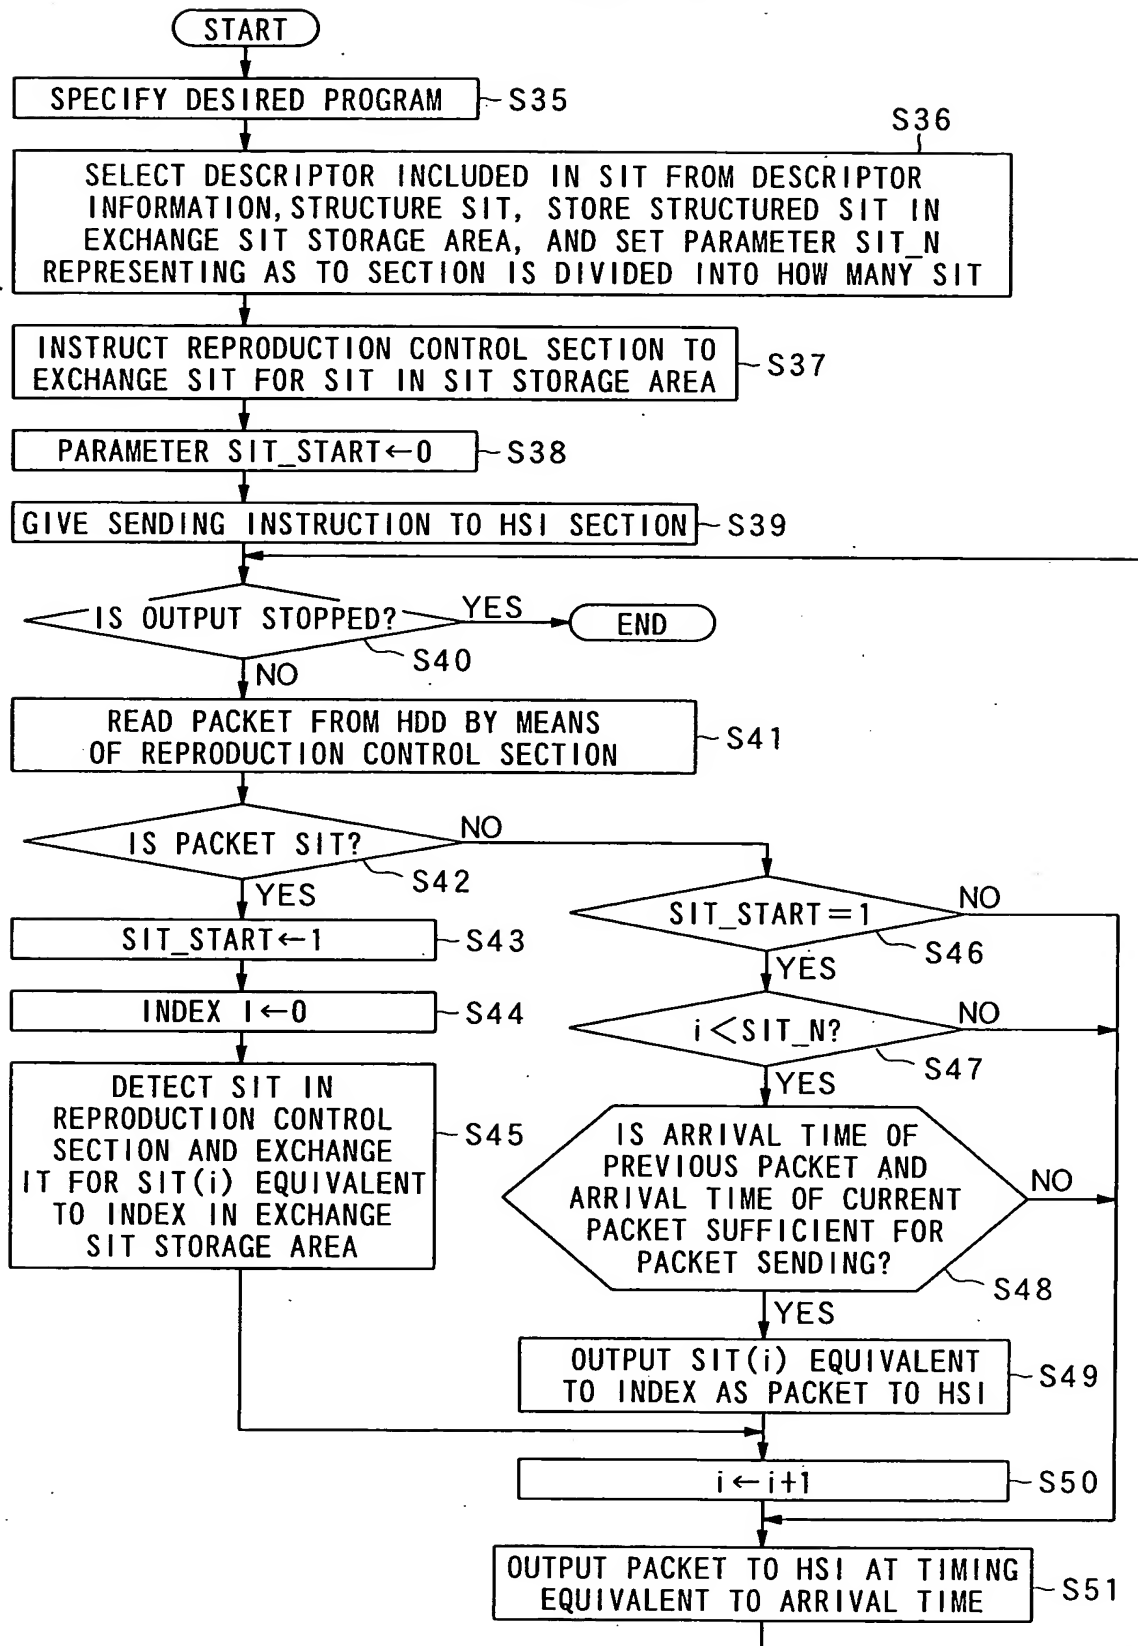 START
SPECIFY DESIRED PROGRAM
S35
S36
SELECT DESCRIPTOR INCLUDED IN SIT FROM DESCRIPTOR
INFORMATION, STRUCTURE SIT, STORE STRUCTURED SIT IN
EXCHANGE SIT STORAGE AREA, AND SET PARAMETER SIT_N
REPRESENTING AS TO SECTION IS DIVIDED INTO HOW MANY SIT
INSTRUCT REPRODUCTION CONTROL SECTION TO
EXCHANGE SIT FOR SIT IN SIT STORAGE AREA
S37
PARAMETER SIT_START←0
S38
GIVE SENDING INSTRUCTION TO HSI SECTION
S39
IS OUTPUT STOPPED?
YES
END
S40
NO
READ PACKET FROM HDD BY MEANS
OF REPRODUCTION CONTROL SECTION
S41
IS PACKET SIT?
NO
S42
YES
SIT_START←1
S43
INDEX I←0
S44
DETECT SIT IN
REPRODUCTION CONTROL
SECTION AND EXCHANGE
IT FOR SIT(i) EQUIVALENT
TO INDEX IN EXCHANGE
SIT STORAGE AREA
S45
SIT_START=1
NO
S46
YES
i<SIT_N?
NO
S47
YES
IS ARRIVAL TIME OF
PREVIOUS PACKET AND
ARRIVAL TIME OF CURRENT
PACKET SUFFICIENT FOR
PACKET SENDING?
NO
S48
YES
OUTPUT SIT(i) EQUIVALENT
TO INDEX AS PACKET TO HSI
S49
i←i+1
S50
OUTPUT PACKET TO HSI AT TIMING
EQUIVALENT TO ARRIVAL TIME
S51